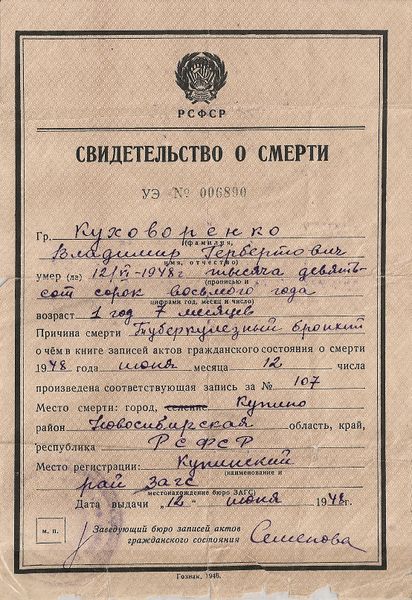 РСФСР
СВИДЕТЕЛЬСТВО О СМЕРТИ
УЭ № 006890
Гр. Куховоренко
(фамилия,
Владимир Гербертович
имя, отчество)
умер (ла) 12/VI-1948г тысяча девять-
(прописью и
сот сорок восьмого года
цифрами год, месяц и число)
возраст 1 год 7 месяцев
Причина смерти Туберкулезный бронхит
о чём в книге записей актов гражданского состояния о смерти
1948 года июня месяца 12 числа
произведена соответствующая запись за № 107
Место смерти: город, селение Купино
район Новосибирская область, край,
республика РСФСР
Место регистрации: Купинский
(наименование и
рай ЗАГС
местонахождение бюро ЗАГС)
Дата выдачи „12" июня 1948г.
м. п.
Заведующий бюро записей актов
гражданского состояния Семенова
Гознак, 1946.